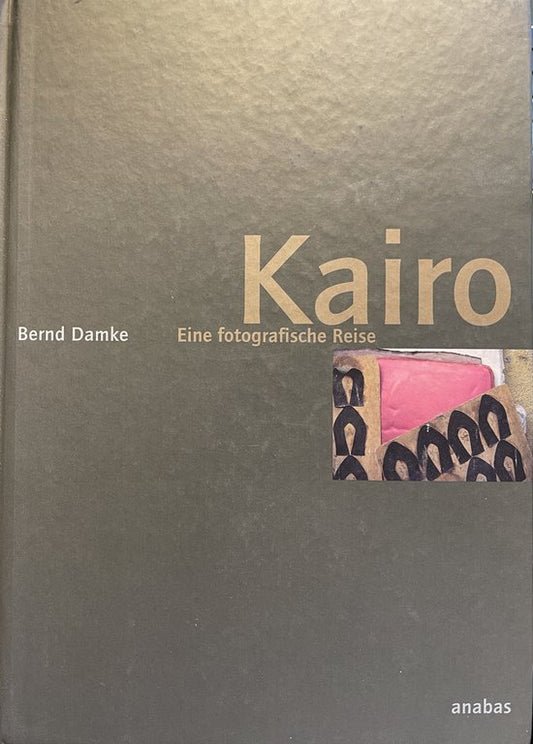 Kairo
Bernd Damke
Eine fotografische Reise
anabas